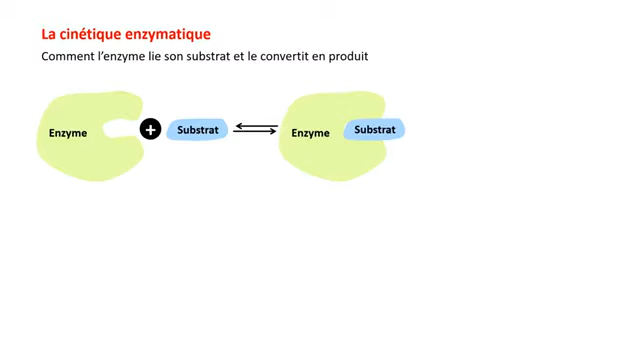 La cinétique enzymatique
Comment l’enzyme lie son substrat et le convertit en produit
Enzyme + Substrat Enzyme Substrat